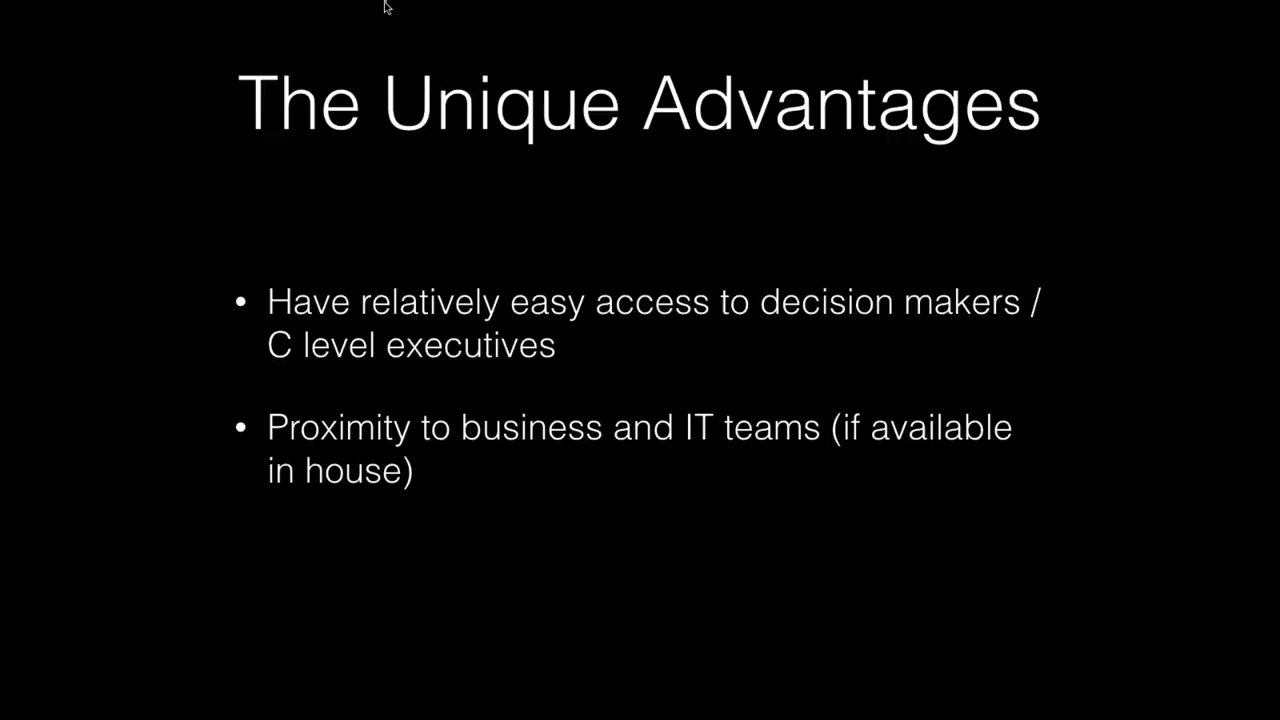 The Unique Advantages
• Have relatively easy access to decision makers /
C level executives
• Proximity to business and IT teams (if available
in house)